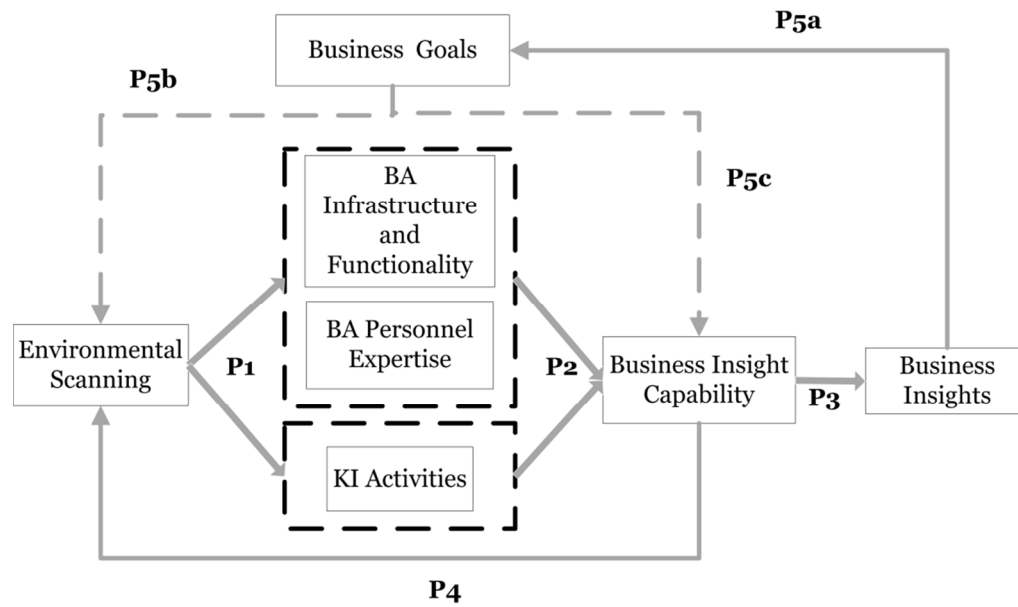 P5a
Business Goals
P5b
BA
Infrastructure
and
Functionality
P5c
BA Personnel
Expertise
Environmental
Scanning
P1
P2
Business Insight
Capability
P3
Business
Insights
KI Activities
P4